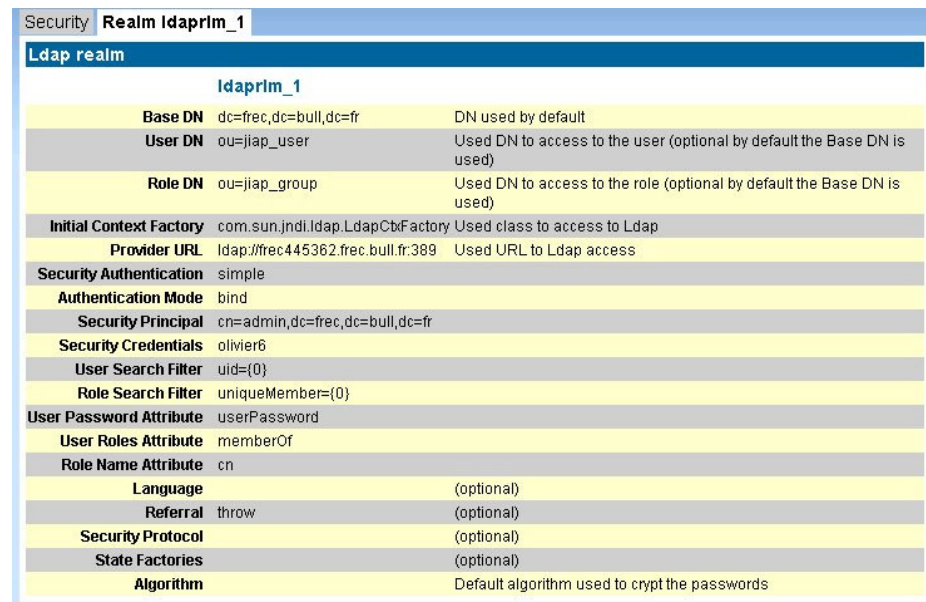 Security Realm ldaprlm_1
Ldap realm
ldaprlm_1
Base DN dc=frec,dc=bull,dc=fr DN used by default
User DN ou=jiap_user Used DN to access to the user (optional by default the Base DN is
used)
Role DN ou=jiap_group Used DN to access to the role (optional by default the Base DN is
used)
Initial Context Factory com.sun.jndi.ldap.LdapCtxFactory Used class to access to Ldap
Provider URL ldap://frec445362.frec.bull.fr:389 Used URL to Ldap access
Security Authentication simple
Authentication Mode bind
Security Principal cn=admin,dc=frec,dc=bull,dc=fr
Security Credentials olivier6
User Search Filter uid={0}
Role Search Filter uniqueMember={0}
User Password Attribute userPassword
User Roles Attribute memberOf
Role Name Attribute cn
Language (optional)
Referral throw (optional)
Security Protocol (optional)
State Factories (optional)
Algorithm Default algorithm used to crypt the passwords